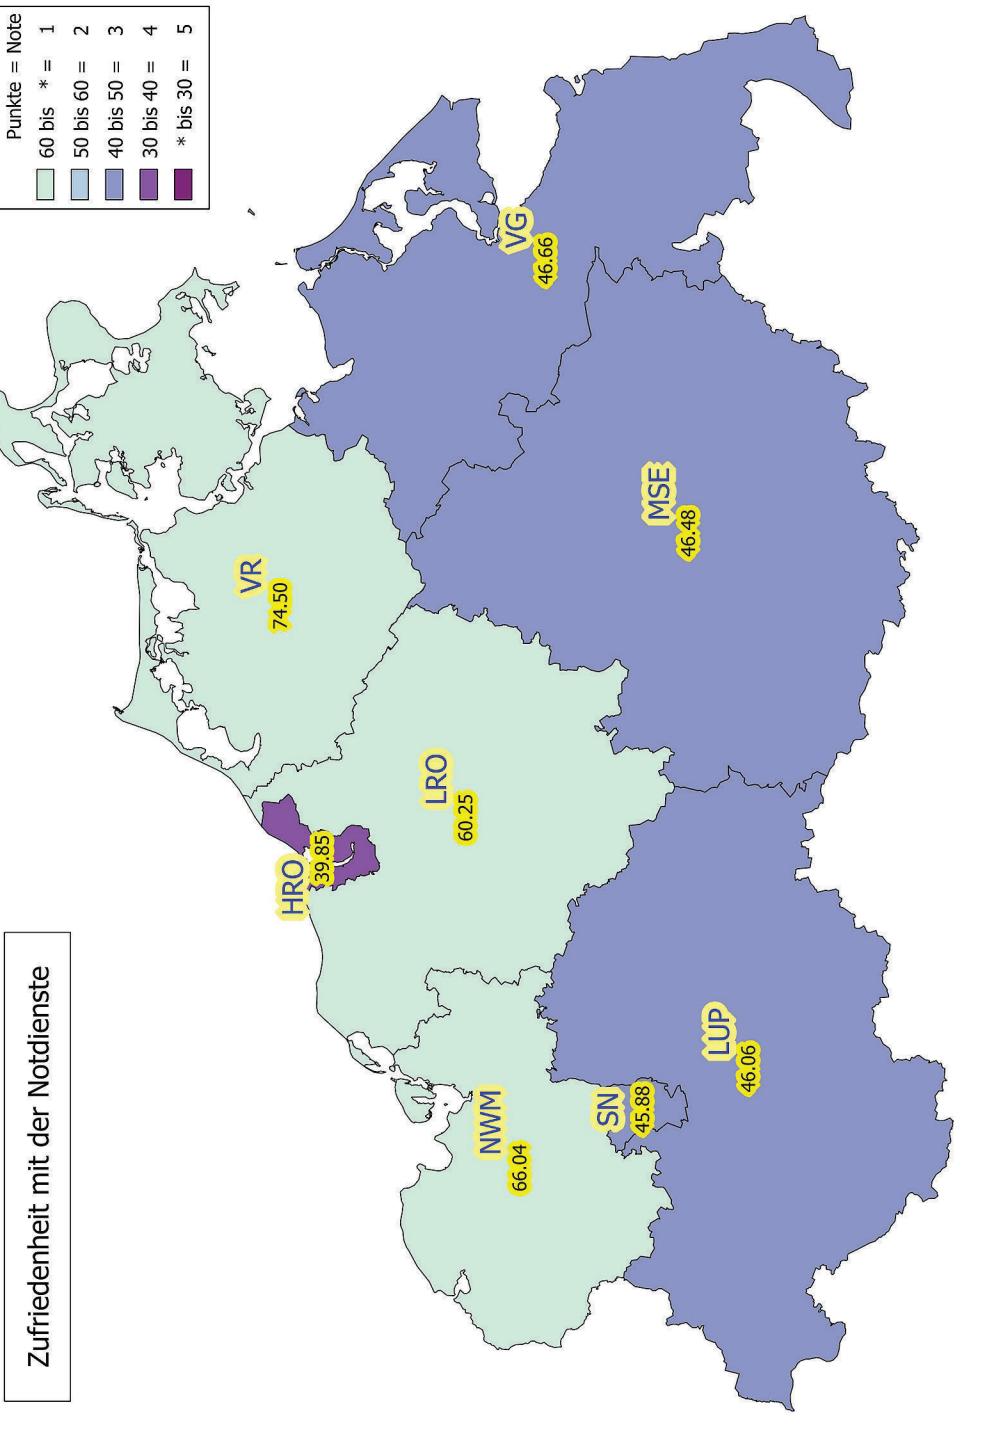 Zufriedenheit mit der Notdienste
Punkte = Note
60 bis * = 1
50 bis 60 = 2
40 bis 50 = 3
30 bis 40 = 4
* bis 30 = 5
VR
74.50
HRO
39.85
LRO
60.25
NWM
66.04
VG
46.66
SN
45.88
MSE
46.48
LUP
46.06